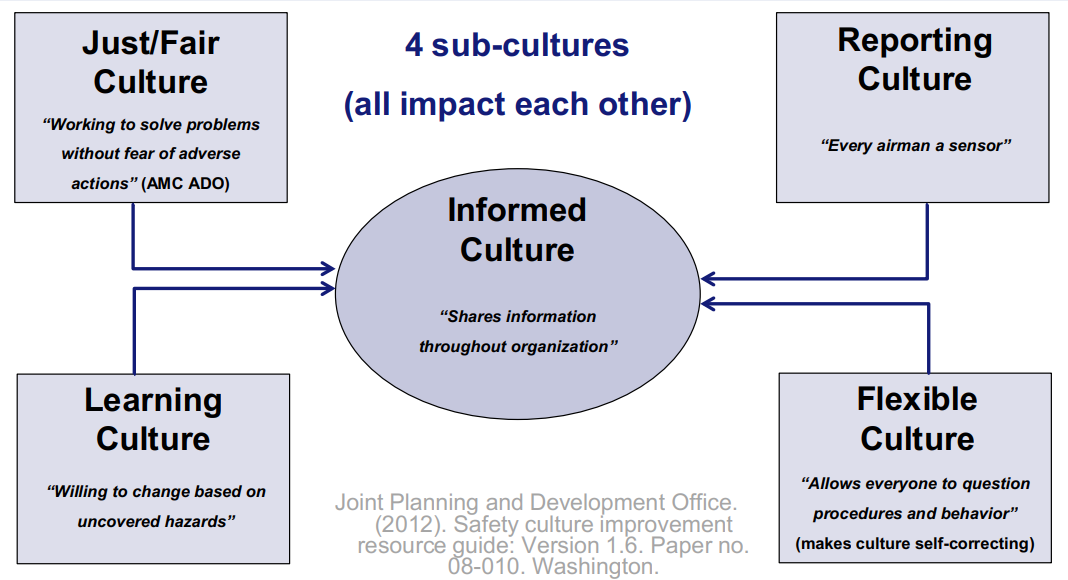 Just/Fair
Culture
“Working to solve problems
without fear of adverse
actions” (AMC ADO)
4 sub-cultures
(all impact each other)
Reporting
Culture
“Every airman a sensor”
Informed
Culture
“Shares information
throughout organization”
Learning
Culture
“Willing to change based on
uncovered hazards”
Flexible
Culture
“Allows everyone to question
procedures and behavior”
(makes culture self-correcting)
Joint Planning and Development Office.
(2012). Safety culture improvement
resource guide: Version 1.6. Paper no.
08-010. Washington.